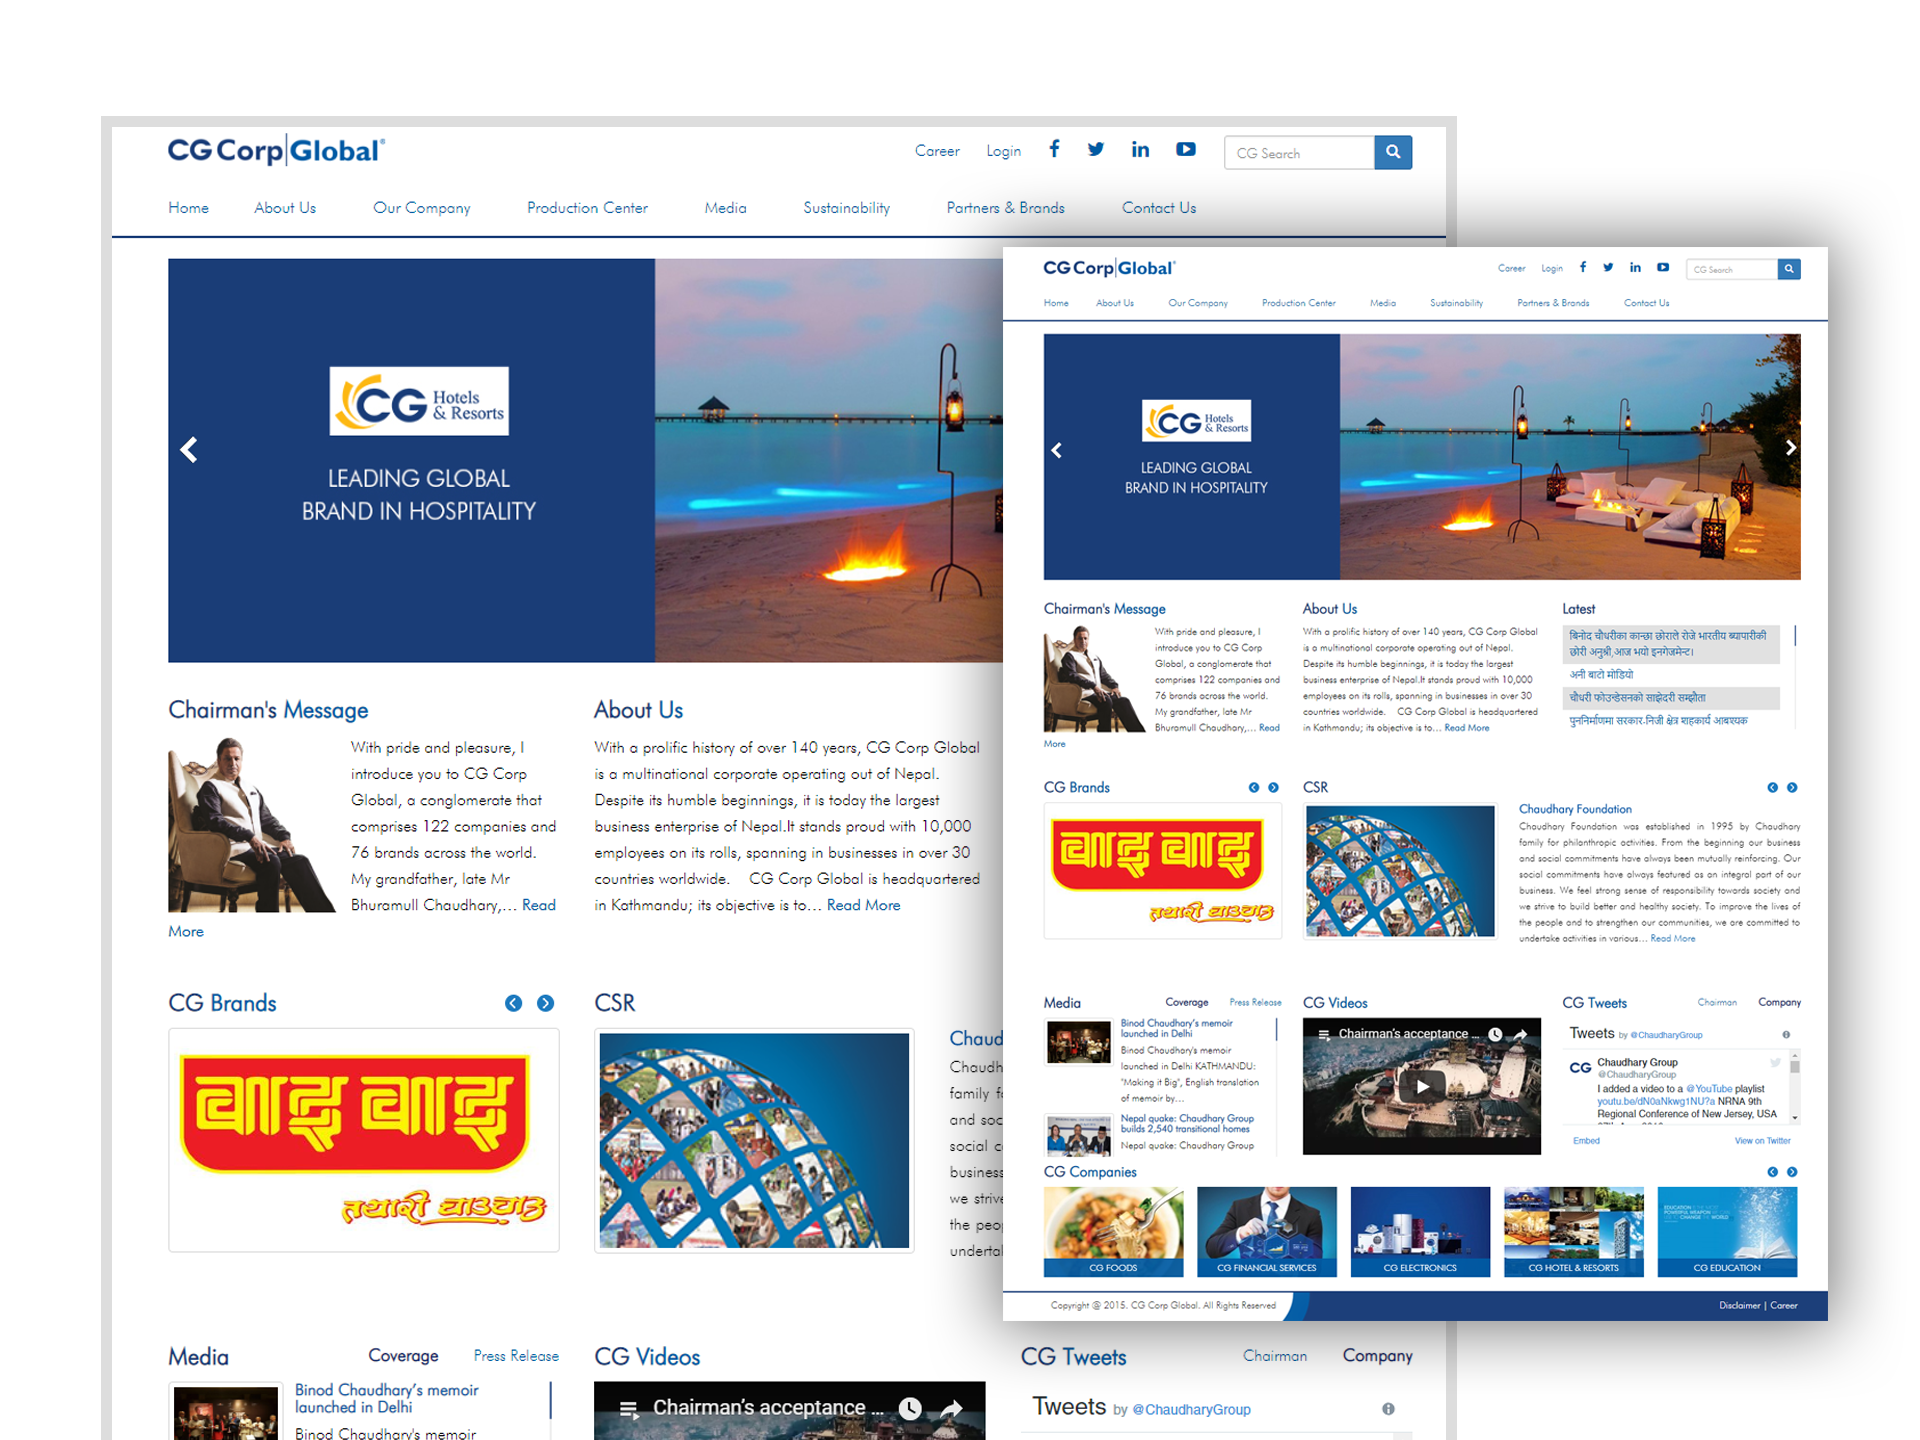 CG Corp|Global®
Career Login
CG Search
Home About Us Our Company Production Center Media Sustainability Partners & Brands Contact Us
CG Hotels
& Resorts
LEADING GLOBAL
BRAND IN HOSPITALITY
Chairman's Message
With pride and pleasure, I
introduce you to CG Corp
Global, a conglomerate that
comprises 122 companies and
76 brands across the world.
My grandfather, late Mr
Bhuramull Chaudhary,... Read
More
About Us
With a prolific history of over 140 years, CG Corp Global
is a multinational corporate operating out of Nepal.
Despite its humble beginnings, it is today the largest
business enterprise of Nepal.It stands proud with 10,000
employees on its rolls, spanning in businesses in over 30
countries worldwide. CG Corp Global is headquartered
in Kathmandu; its objective is to... Read More
CG Brands
वाइ वाइ
तयारी चाउचाउ
CSR
Chaud
Chaudh
family f
and soc
social c
business
we strive
the peop
undertal
Media Coverage Press Release
Binod Chaudhary's memoir
launched in Delhi
Binod Chaudhary's memoir
CG Videos
Chairman's acceptance ...
CG Tweets Chairman Company
Tweets by @ChaudharyGroup
CG Corp|Global®
Career Login
CG Search
Home About Us Our Company Production Center Media Sustainability Partners & Brands Contact Us
CG Hotels
& Resorts
LEADING GLOBAL
BRAND IN HOSPITALITY
Chairman's Message
With pride and pleasure, I
introduce you to CG Corp
Global, a conglomerate that
comprises 122 companies and
76 brands across the world.
My grandfather, late Mr
Bhuramull Chaudhary,... Read
More
About Us
With a prolific history of over 140 years, CG Corp Global
is a multinational corporate operating out of Nepal.
Despite its humble beginnings, it is today the largest
business enterprise of Nepal.It stands proud with 10,000
employees on its rolls, spanning in businesses in over 30
countries worldwide. CG Corp Global is headquartered
in Kathmandu; its objective is to... Read More
Latest
बिनोद चौधरीका कान्छा छोराले रोजे भारतीय ब्यापारीकी
छोरी अनुश्री,आज भयो इनगेजमेन्ट।
अनी बाटो मोडियो
चौधरी फोउन्डेसनको साझेदरी सम्झौता
पुननिर्माणमा सरकार-निजी क्षेत्र शहकार्य आबश्यक
CG Brands
वाइ वाइ
तयारी चाउचाउ
CSR
Chaudhary Foundation
Chaudhary Foundation was established in 1995 by Chaudhary
family for philanthropic activities. From the beginning our business
and social commitments have always been mutually reinforcing. Our
social commitments have always featured as an integral part of our
business. We feel strong sense of responsibility towards society and
we strive to build better and healthy society. To improve the lives of
the people and to strengthen our communities, we are committed to
undertake activities in various... Read More
Media Coverage Press Release
Binod Chaudhary's memoir
launched in Delhi
Binod Chaudhary's memoir
launched in Delhi KATHMANDU:
"Making it Big", English translation
of memoir by...
Nepal quake: Chaudhary Group
builds 2,540 transitional homes
Nepal quake: Chaudhary Group
CG Videos
Chairman's acceptance ...
CG Tweets Chairman Company
Tweets by @ChaudharyGroup
CG
Chaudhary Group
@ChaudharyGroup
I added a video to a @YouTube playlist
youtu.be/dN0aNkwg1NU?a NRNA 9th
Regional Conference of New Jersey, USA
Embed View on Twitter
CG Companies
CG FOODS
CG FINANCIAL SERVICES
CG ELECTRONICS
CG HOTEL & RESORTS
EDUCATION IS THE MOST
POWERFUL WEAPON
CHANGE THE WORLD
CG EDUCATION
Copyright @ 2015. CG Corp Global. All Rights Reserved
Disclaimer | Career